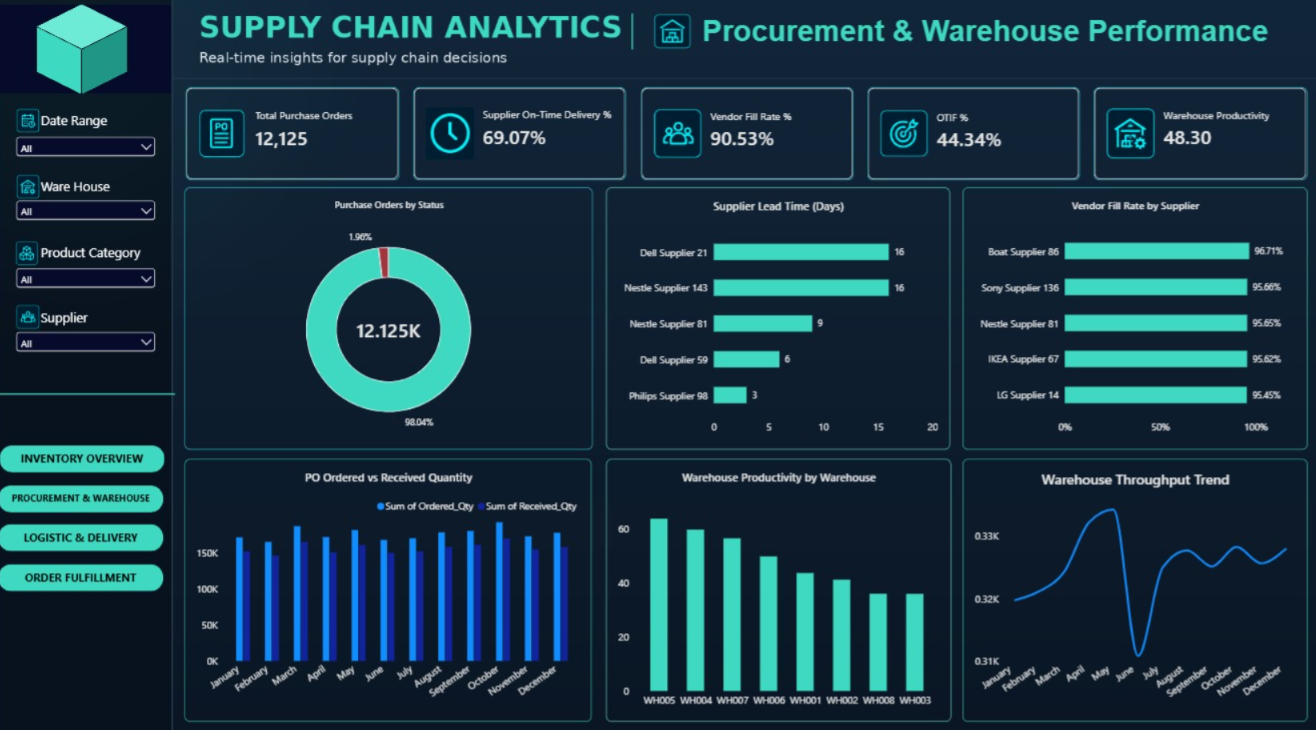 SUPPLY CHAIN ANALYTICS
Real-time insights for supply chain decisions
Procurement & Warehouse Performance
Date Range
All
Ware House
All
Product Category
All
Supplier
All
INVENTORY OVERVIEW
PROCUREMENT & WAREHOUSE
LOGISTIC & DELIVERY
ORDER FULFILLMENT
PO
Total Purchase Orders
12,125
Supplier On-Time Delivery %
69.07%
Vendor Fill Rate %
90.53%
OTIF %
44.34%
Warehouse Productivity
48.30
Purchase Orders by Status
1.96%
12.125K
98.04%
Supplier Lead Time (Days)
Dell Supplier 21 16
Nestle Supplier 143 16
Nestle Supplier 81 9
Dell Supplier 59 6
Philips Supplier 98 3
0 5 10 15 20
Vendor Fill Rate by Supplier
Boat Supplier 86 96.71%
Sony Supplier 136 95.66%
Nestle Supplier 81 95.65%
IKEA Supplier 67 95.62%
LG Supplier 14 95.45%
0% 50% 100%
PO Ordered vs Received Quantity
Sum of Ordered_Qty Sum of Received_Qty
150K
100K
50K
0K
January February March April May June July August September October November December
Warehouse Productivity by Warehouse
60
40
20
0
WH005 WH004 WH007 WH006 WH001 WH002 WH008 WH003
Warehouse Throughput Trend
0.33K
0.32K
0.31K
January February March April May June July August September October November December